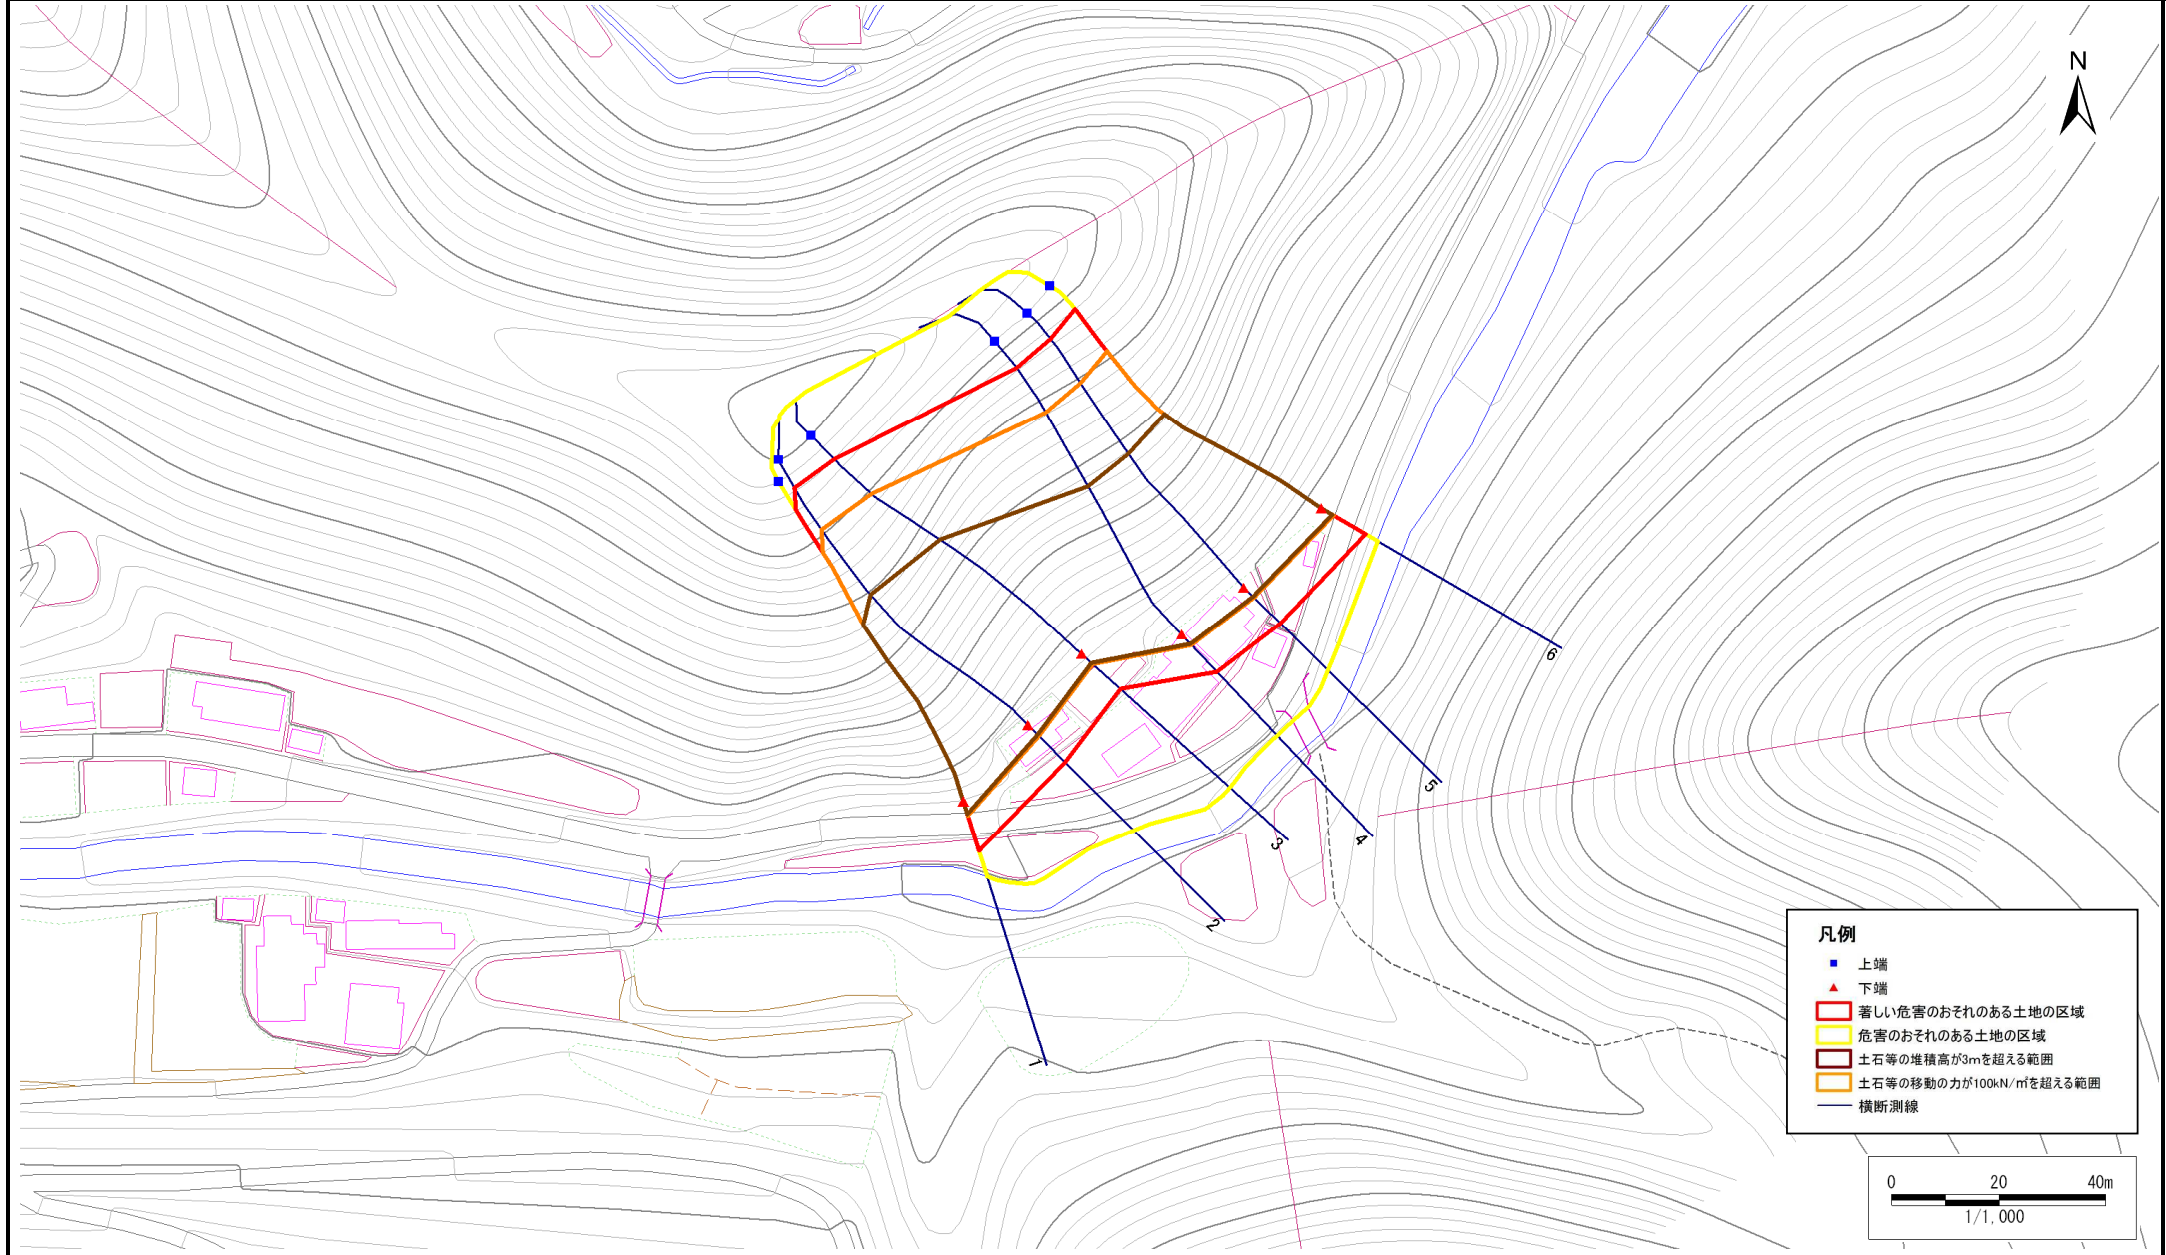 N
6
5
4
3
2
1
凡例
上端
下端
著しい危害のおそれのある土地の区域
危害のおそれのある土地の区域
土石等の堆積高が3mを超える範囲
土石等の移動の力が100kN/㎡を超える範囲
横断測線
0 20 40m
1/1,000